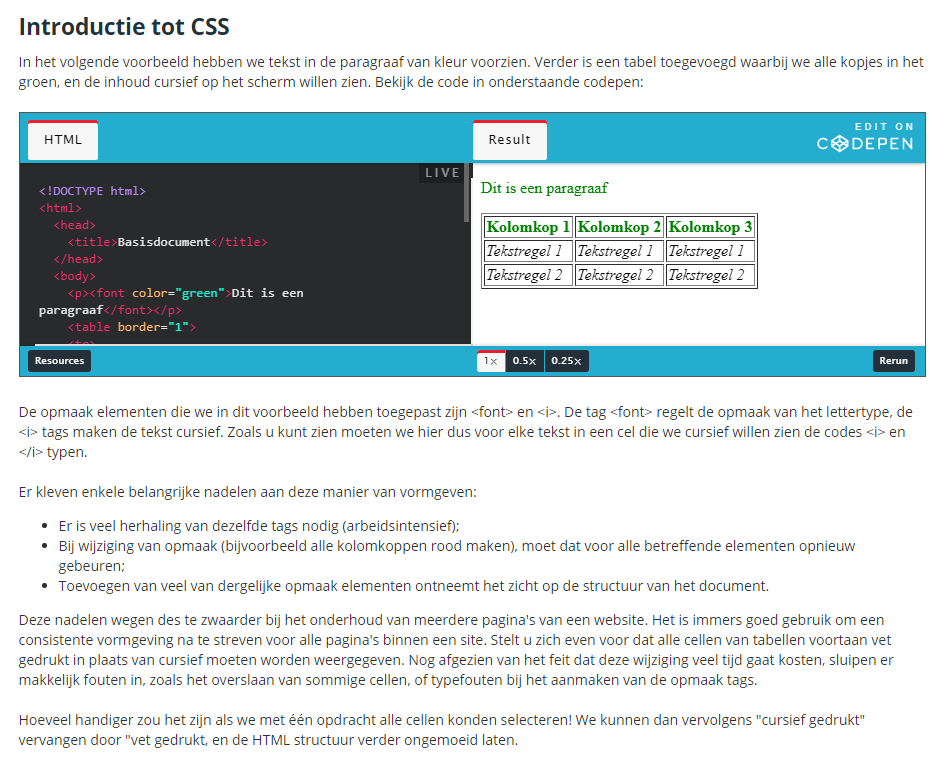 Introductie tot CSS
In het volgende voorbeeld hebben we tekst in de paragraaf van kleur voorzien. Verder is een tabel toegevoegd waarbij we alle kopjes in het
groen, en de inhoud cursief op het scherm willen zien. Bekijk de code in onderstaande codepen:
HTML
Result
EDIT ON
CODEPEN
LIVE
<!DOCTYPE html>
<html>
<head>
<title>Basisdocument</title>
</head>
<body>
<p><font color="green">Dit is een
paragraaf</font></p>
<table border="1">
Dit is een paragraaf
Kolomkop 1 Kolomkop 2 Kolomkop 3
Tekstregel 1 Tekstregel 1 Tekstregel 1
Tekstregel 2 Tekstregel 2 Tekstregel 2
Resources
1x 0.5x 0.25x
Rerun
De opmaak elementen die we in dit voorbeeld hebben toegepast zijn <font> en <i>. De tag <font> regelt de opmaak van het lettertype, de
<i> tags maken de tekst cursief. Zoals u kunt zien moeten we hier dus voor elke tekst in een cel die we cursief willen zien de codes <i> en
</i> typen.
Er kleven enkele belangrijke nadelen aan deze manier van vormgeven:
• Er is veel herhaling van dezelfde tags nodig (arbeidsintensief);
• Bij wijziging van opmaak (bijvoorbeeld alle kolomkoppen rood maken), moet dat voor alle betreffende elementen opnieuw
gebeuren;
• Toevoegen van veel van dergelijke opmaak elementen ontneemt het zicht op de structuur van het document.
Deze nadelen wegen des te zwaarder bij het onderhoud van meerdere pagina's van een website. Het is immers goed gebruik om een
consistente vormgeving na te streven voor alle pagina's binnen een site. Stelt u zich even voor dat alle cellen van tabellen voortaan vet
gedrukt in plaats van cursief moeten worden weergegeven. Nog afgezien van het feit dat deze wijziging veel tijd gaat kosten, sluipen er
makkelijk fouten in, zoals het overslaan van sommige cellen, of typefouten bij het aanmaken van de opmaak tags.
Hoeveel handiger zou het zijn als we met één opdracht alle cellen konden selecteren! We kunnen dan vervolgens "cursief gedrukt"
vervangen door "vet gedrukt, en de HTML structuur verder ongemoeid laten.